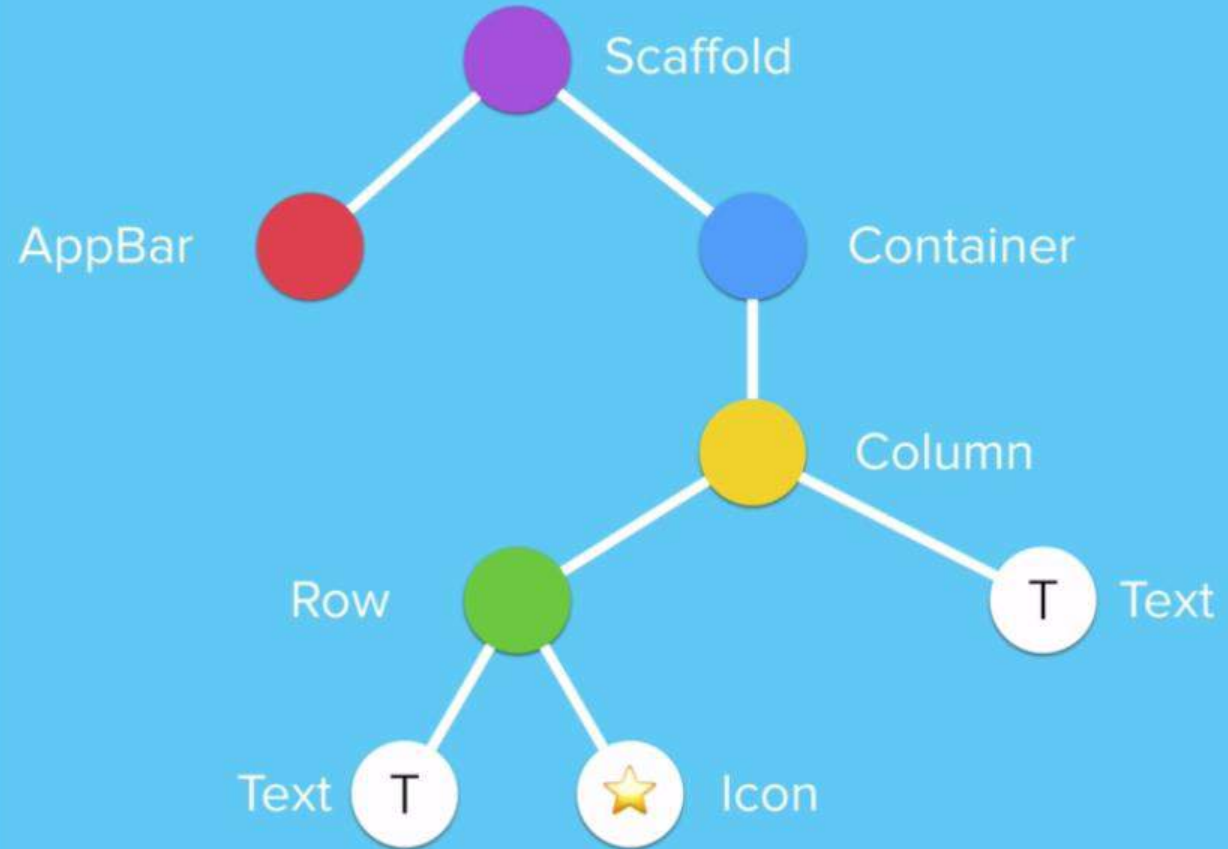 Scaffold
AppBar
Container
Column
Row
T Text
Text T
Icon